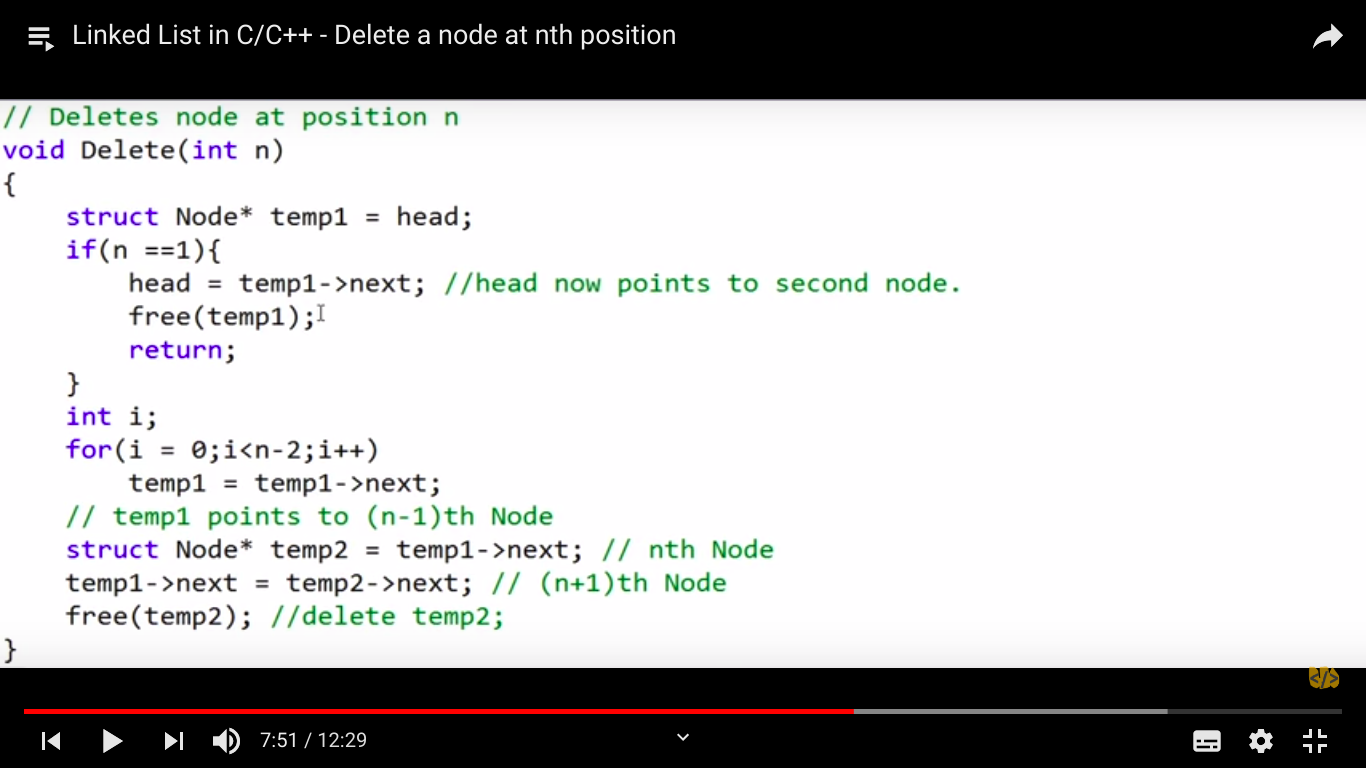 Linked List in C/C++ - Delete a node at nth position
// Deletes node at position n
void Delete(int n)
{
    struct Node* temp1 = head;
    if(n ==1){
        head = temp1->next; //head now points to second node.
        free(temp1);
        return;
    }
    int i;
    for(i = 0;i<n-2;i++)
        temp1 = temp1->next;
    // temp1 points to (n-1)th Node
    struct Node* temp2 = temp1->next; // nth Node
    temp1->next = temp2->next; // (n+1)th Node
    free(temp2); //delete temp2;
}
</>
7:51 / 12:29